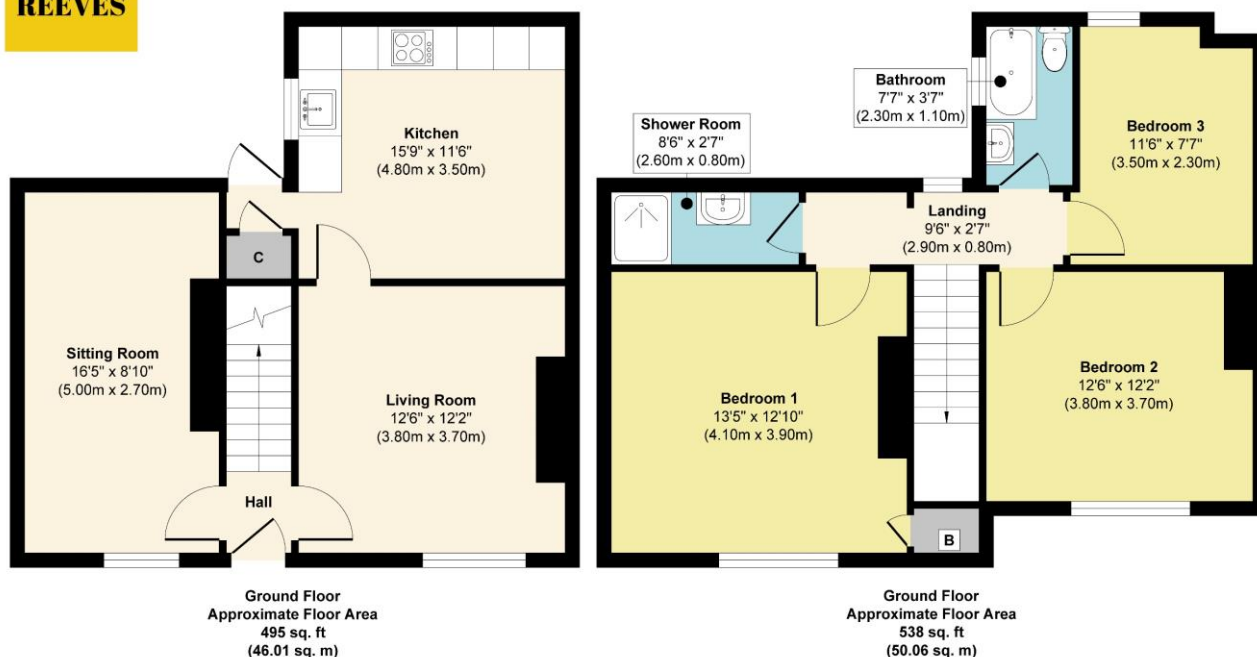 REEVES
Kitchen
15'9" x 11'6"
(4.80m x 3.50m)
C
Sitting Room
16'5" x 8'10"
(5.00m x 2.70m)
Living Room
12'6" x 12'2"
(3.80m x 3.70m)
Hall
Ground Floor
Approximate Floor Area
495 sq. ft
(46.01 sq. m)
Bathroom
7'7" x 3'7"
(2.30m x 1.10m)
Shower Room
8'6" x 2'7"
(2.60m x 0.80m)
Bedroom 3
11'6" x 7'7"
(3.50m x 2.30m)
Landing
9'6" x 2'7"
(2.90m x 0.80m)
Bedroom 1
13'5" x 12'10"
(4.10m x 3.90m)
Bedroom 2
12'6" x 12'2"
(3.80m x 3.70m)
B
Ground Floor
Approximate Floor Area
538 sq. ft
(50.06 sq. m)